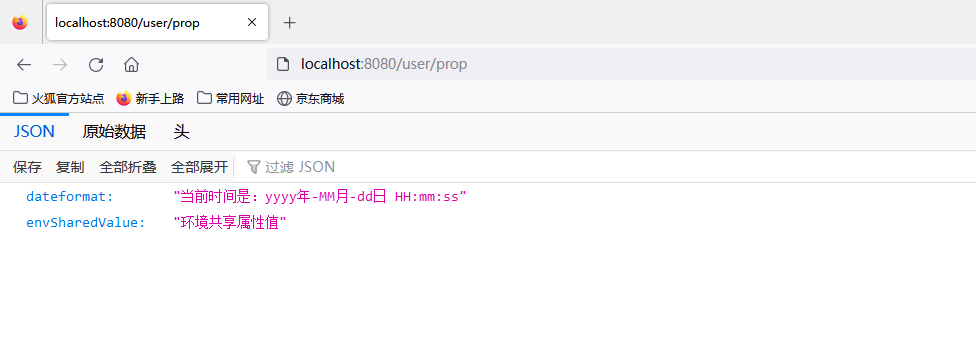 localhost:8080/user/prop
localhost:8080/user/prop
火狐官方站点 新手上路 常用网址 京东商城
JSON 原始数据 头
保存 复制 全部折叠 全部展开 过滤 JSON
dateformat: "当前时间是：yyyy年-MM月-dd日 HH:mm:ss"
envSharedValue: "环境共享属性值"